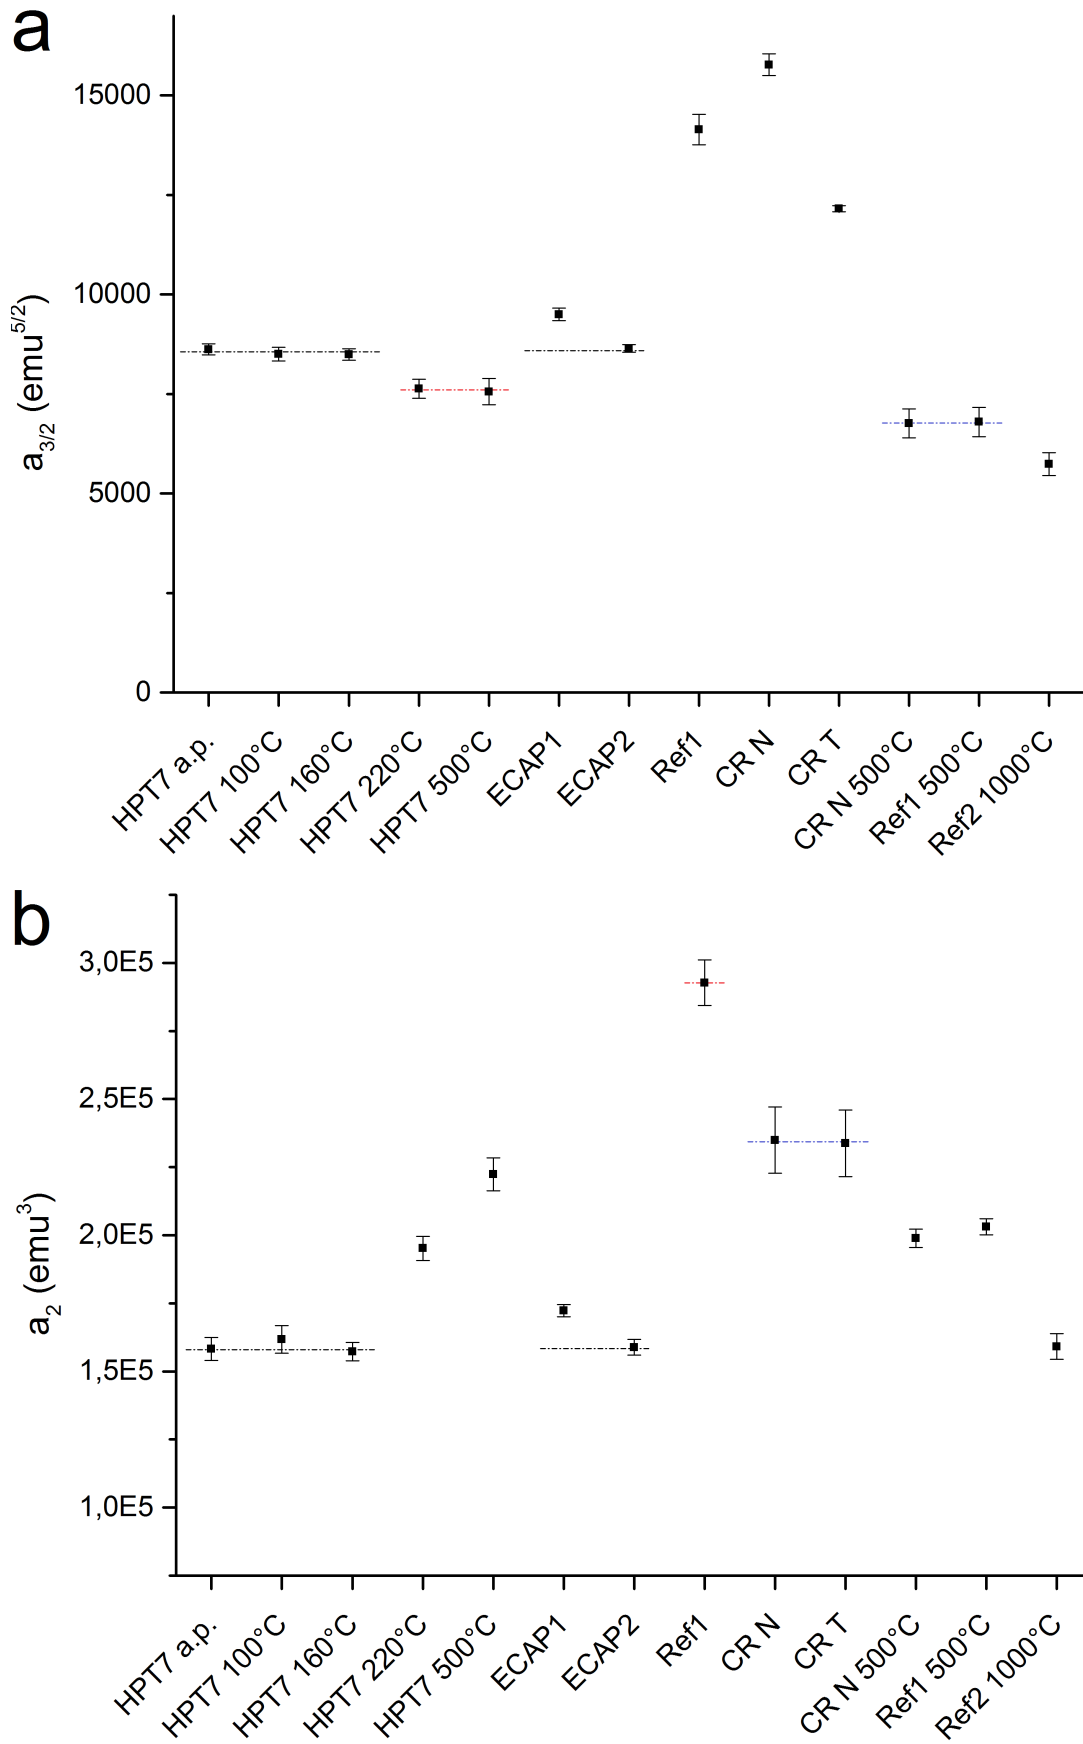 a
15000
10000
5000
0
a3/2 (emu5/2)
HPT7 a.p.
HPT7 100°C
HPT7 160°C
HPT7 220°C
HPT7 500°C
ECAP1
ECAP2
Ref1
CR N
CR T
CR N 500°C
Ref1 500°C
Ref2 1000°C
b
3,0E5
2,5E5
2,0E5
1,5E5
1,0E5
a2 (emu3)
HPT7 a.p.
HPT7 100°C
HPT7 160°C
HPT7 220°C
HPT7 500°C
ECAP1
ECAP2
Ref1
CR N
CR T
CR N 500°C
Ref1 500°C
Ref2 1000°C